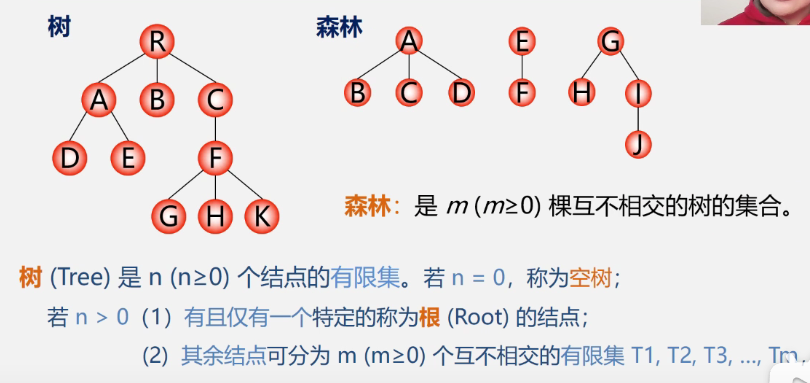 树
森林
R
A B C
D E F
G H K
A E G
B C D F H I
J
森林：是 m (m≥0) 棵互不相交的树的集合。
树 (Tree) 是 n (n≥0) 个结点的有限集。若 n = 0，称为空树；
若 n > 0（1）有且仅有一个特定的称为根 (Root) 的结点；
(2) 其余结点可分为 m (m≥0) 个互不相交的有限集 T1, T2, T3, …, Tm，